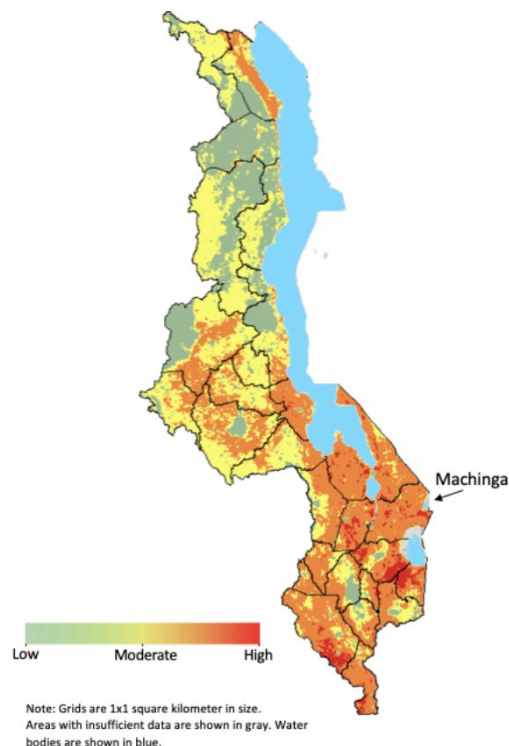 Machinga
Low Moderate High
Note: Grids are 1x1 square kilometer in size.
Areas with insufficient data are shown in gray. Water
bodies are shown in blue.